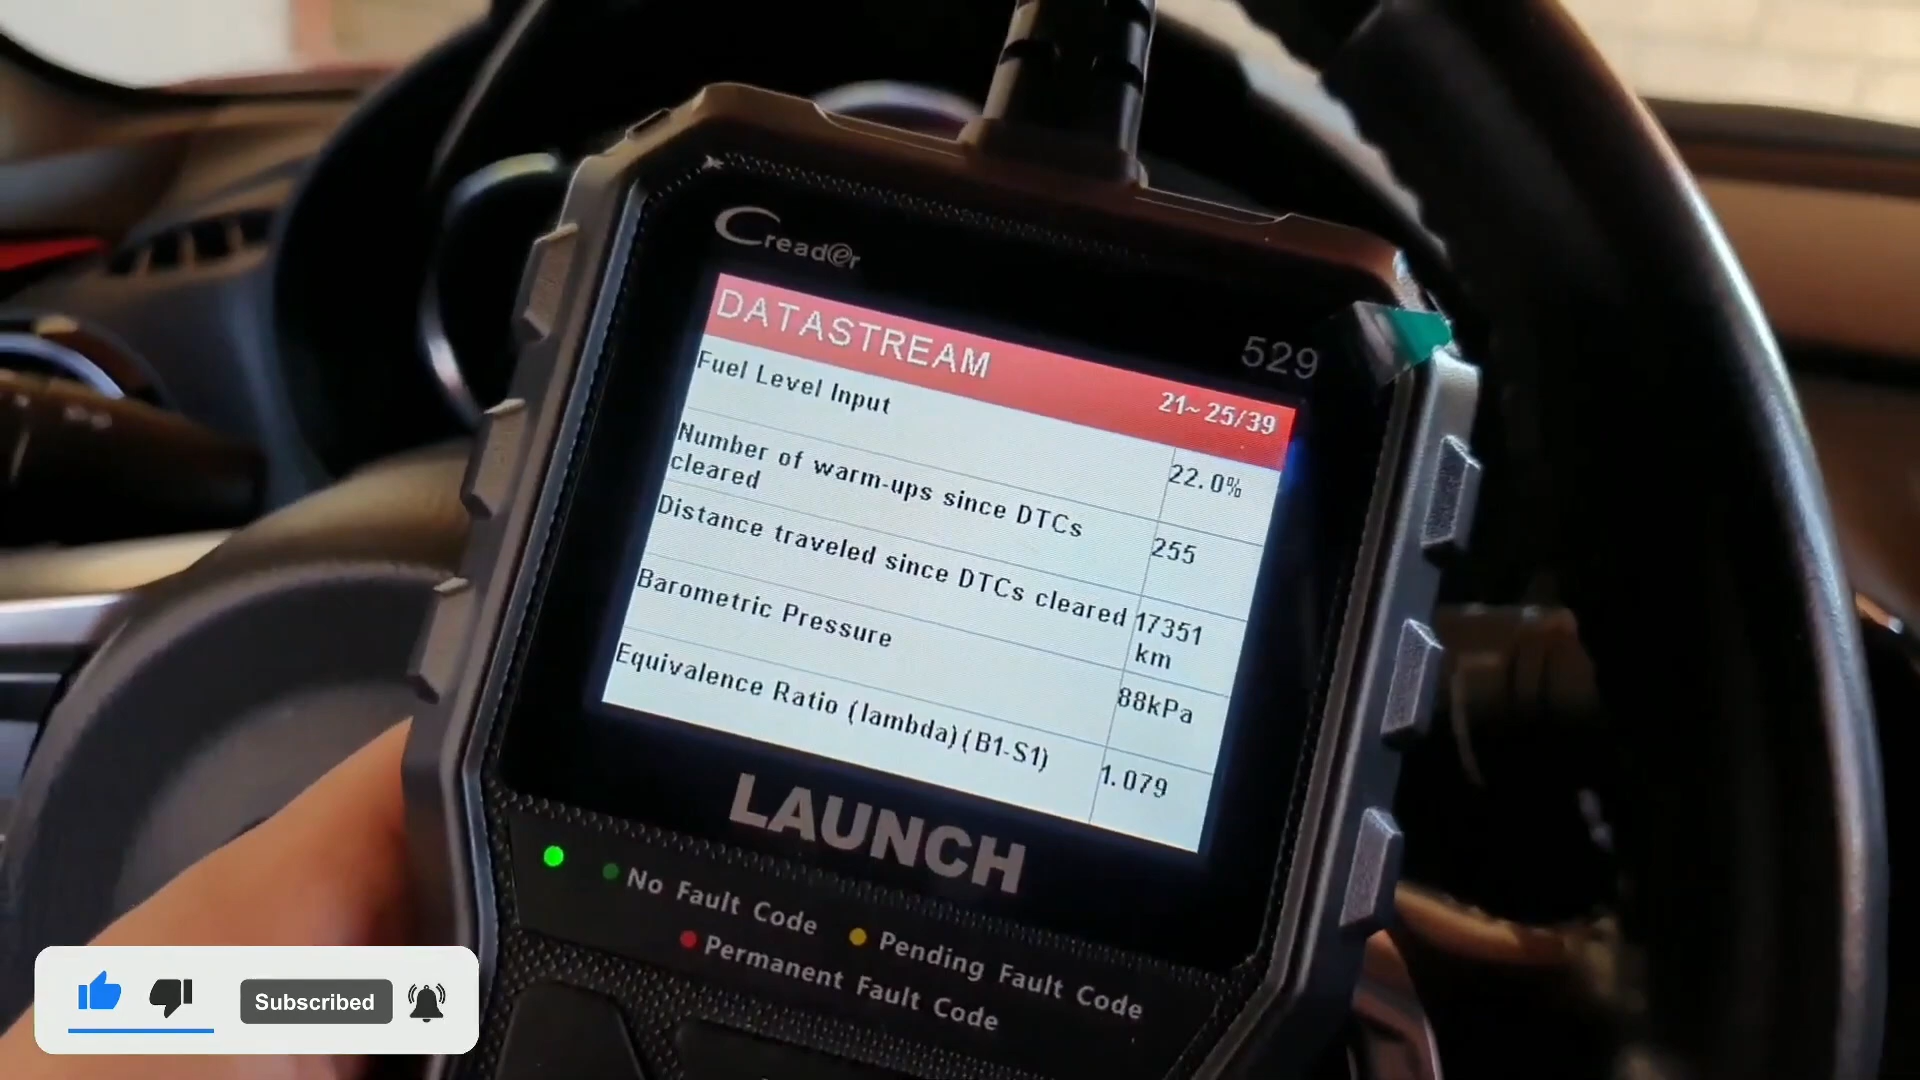 Creader
529
DATASTREAM
21~25/39
Fuel Level Input
22.0%
Number of warm-ups since DTCs
cleared
255
Distance traveled since DTCs cleared
17351
km
Barometric Pressure
88kPa
Equivalence Ratio (lambda)(B1-S1)
1.079
LAUNCH
No Fault Code
Pending Fault Code
Permanent Fault Code
Subscribed